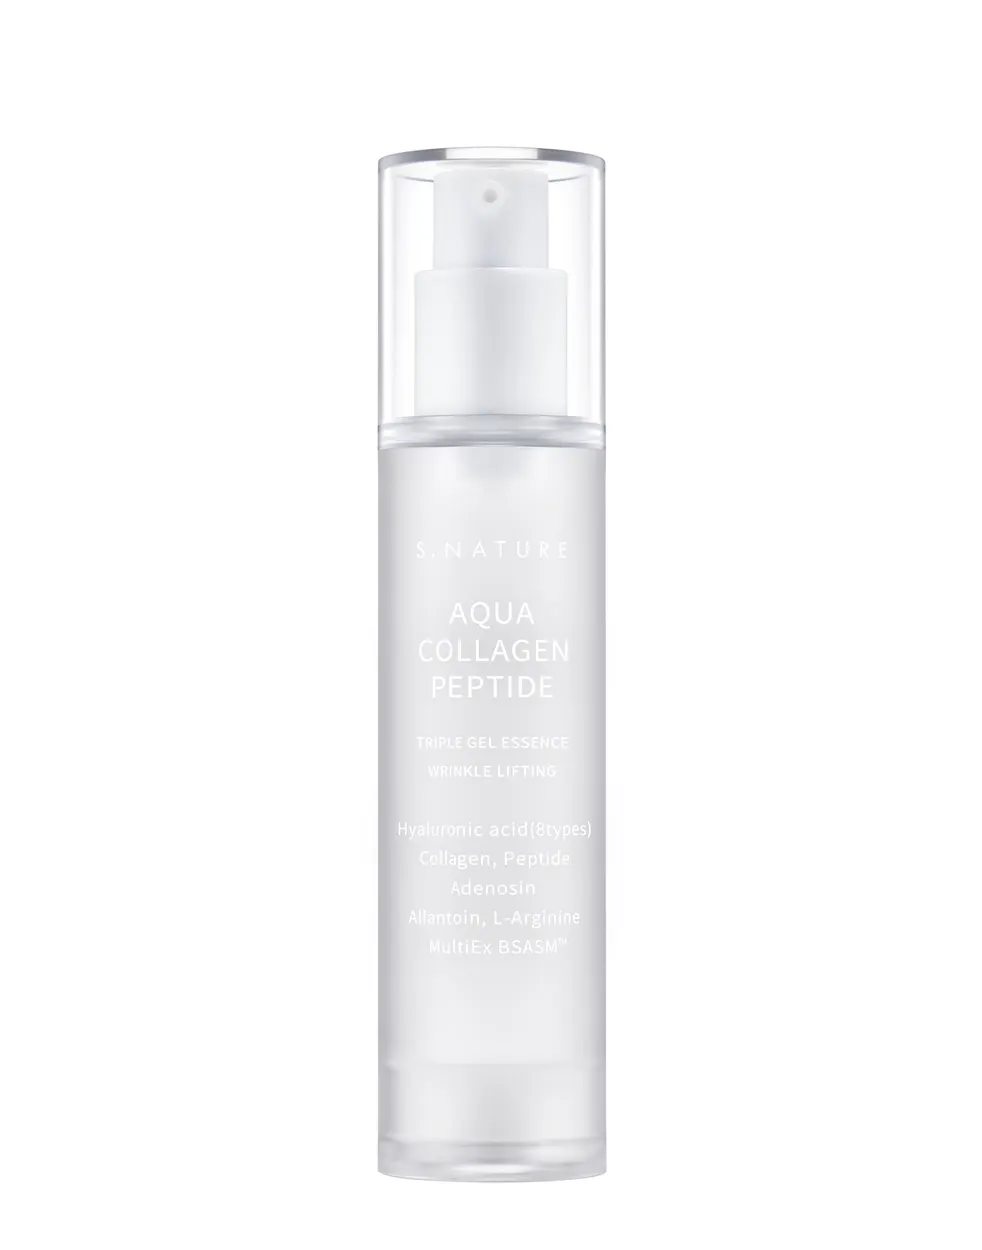 S.NATURE
AQUA
COLLAGEN
PEPTIDE
TRIPLE GEL ESSENCE
WRINKLE LIFTING
Hyaluronic acid(8types)
Collagen, Peptide
Adenosin
Allantoin, L-Arginine
MultiEx BSASM™